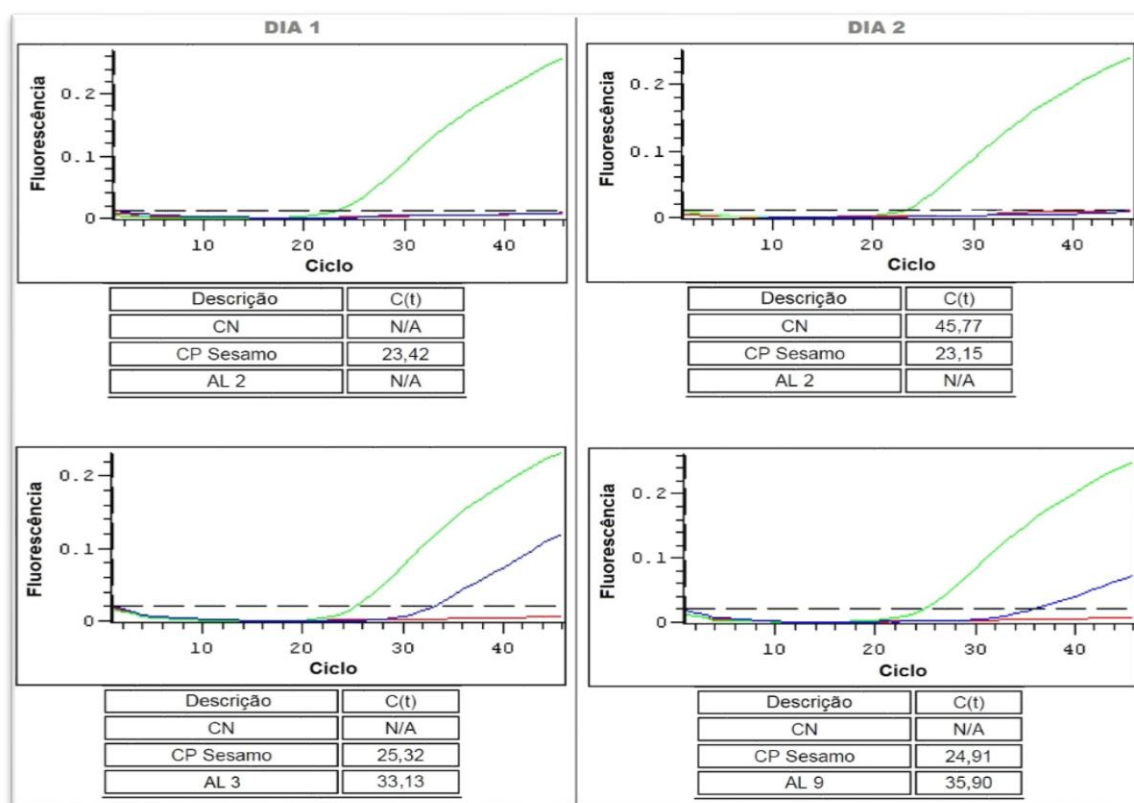 DIA 1
Fluorescência
0.2
0.1
0
10 20 30 40
Ciclo
Descrição C(t)
CN N/A
CP Sesamo 23,42
AL 2 N/A
DIA 2
Fluorescência
0.2
0.1
0
10 20 30 40
Ciclo
Descrição C(t)
CN 45,77
CP Sesamo 23,15
AL 2 N/A
Fluorescência
0.2
0.1
0
10 20 30 40
Ciclo
Descrição C(t)
CN N/A
CP Sesamo 25,32
AL 3 33,13
Fluorescência
0.2
0.1
0
10 20 30 40
Ciclo
Descrição C(t)
CN N/A
CP Sesamo 24,91
AL 9 35,90